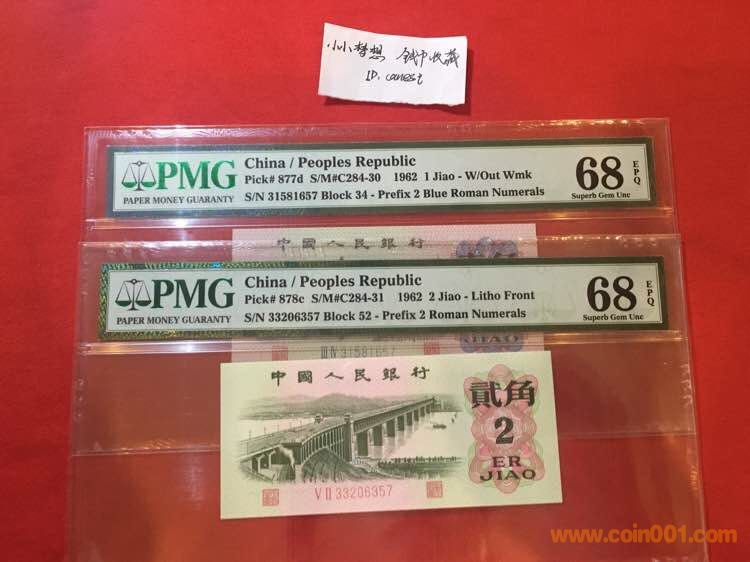 小小梦想 钱币收藏
PMG
PAPER MONEY GUARANTY
China / Peoples Republic
Pick# 877d S/M#C284-30 1962 1 Jiao - W/Out Wmk
S/N 31581657 Block 34 - Prefix 2 Blue Roman Numerals
68 EPQ
Superb Gem Unc
中國人民銀行
PMG
PAPER MONEY GUARANTY
China / Peoples Republic
Pick# 878c S/M#C284-31 1962 2 Jiao - Litho Front
S/N 33206357 Block 52 - Prefix 2 Roman Numerals
68 EPQ
Superb Gem Unc
III IV 31581657
JIAO
中國人民銀行
貳角
2
ER
JIAO
V II 33206357
www.coin001.com